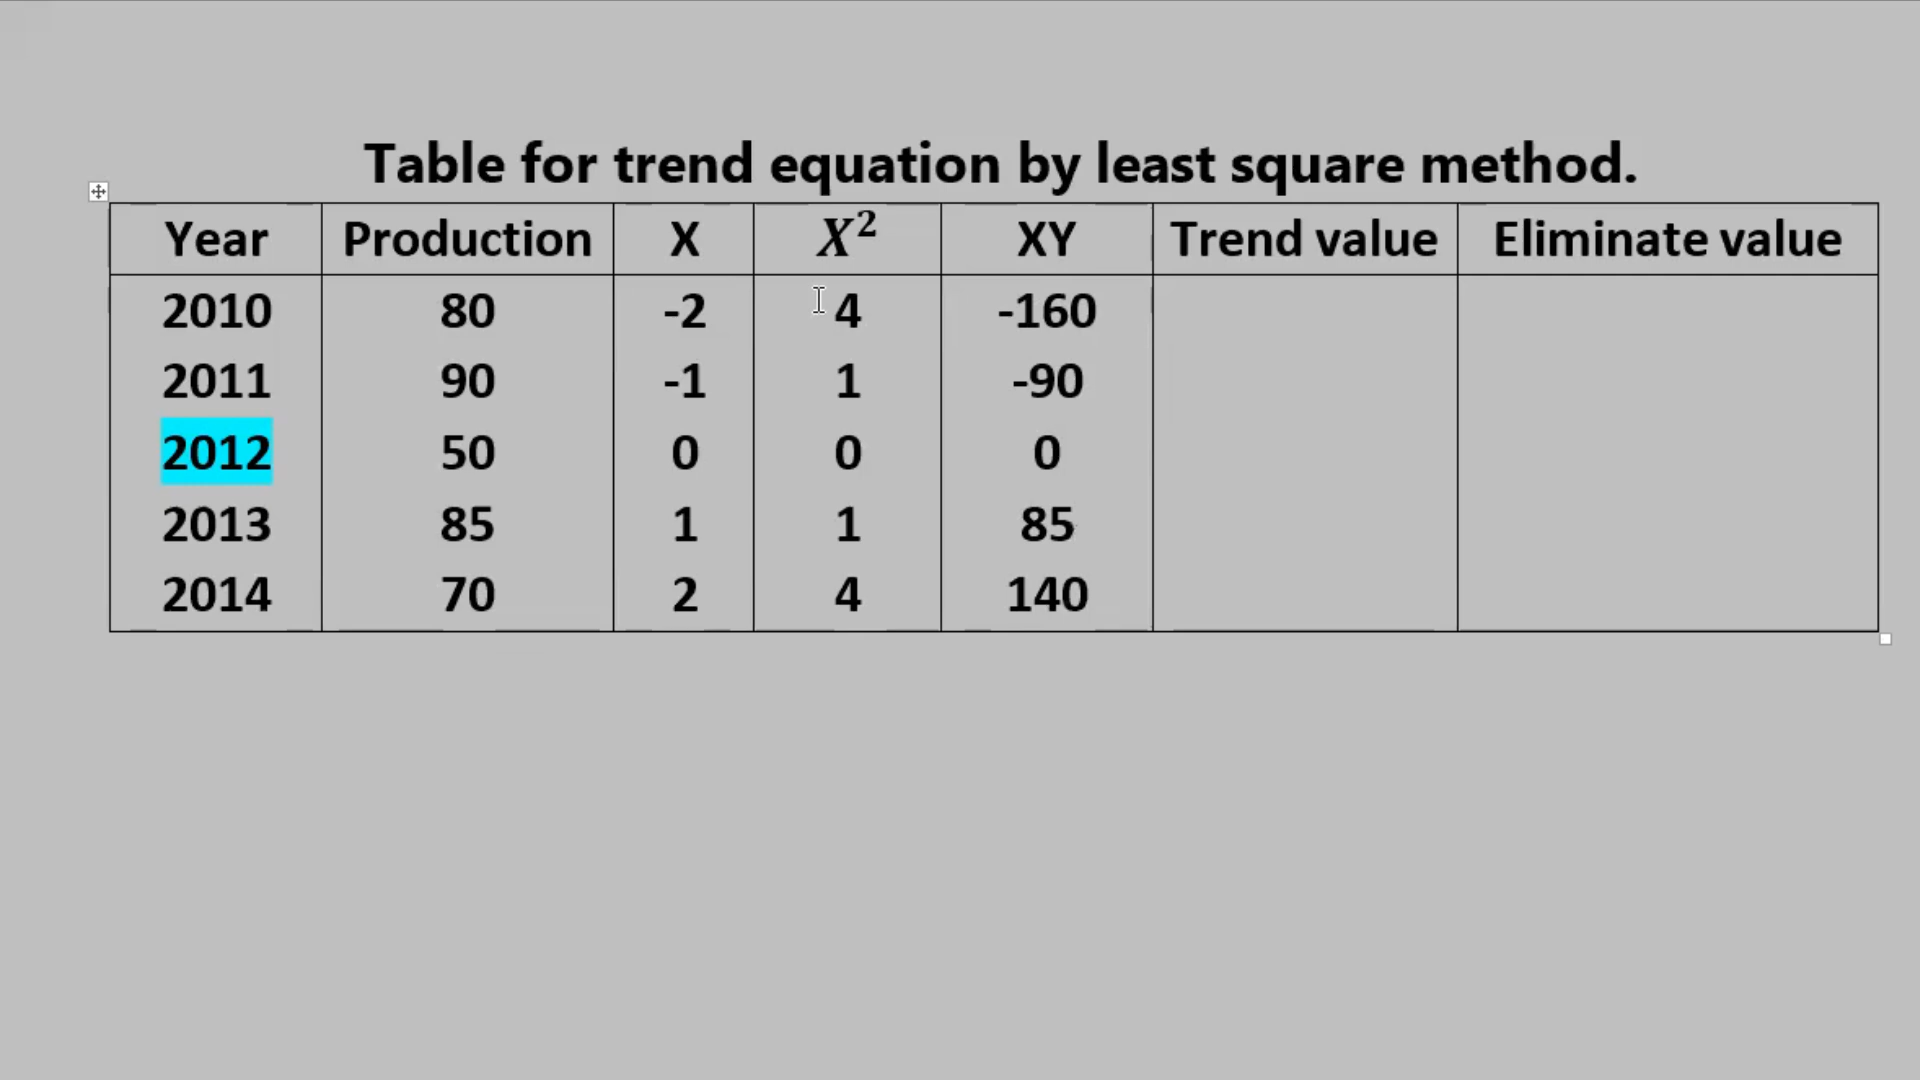 Table for trend equation by least square method.
Year Production X X² XY Trend value Eliminate value
2010 80 -2 4 -160
2011 90 -1 1 -90
2012 50 0 0 0
2013 85 1 1 85
2014 70 2 4 140